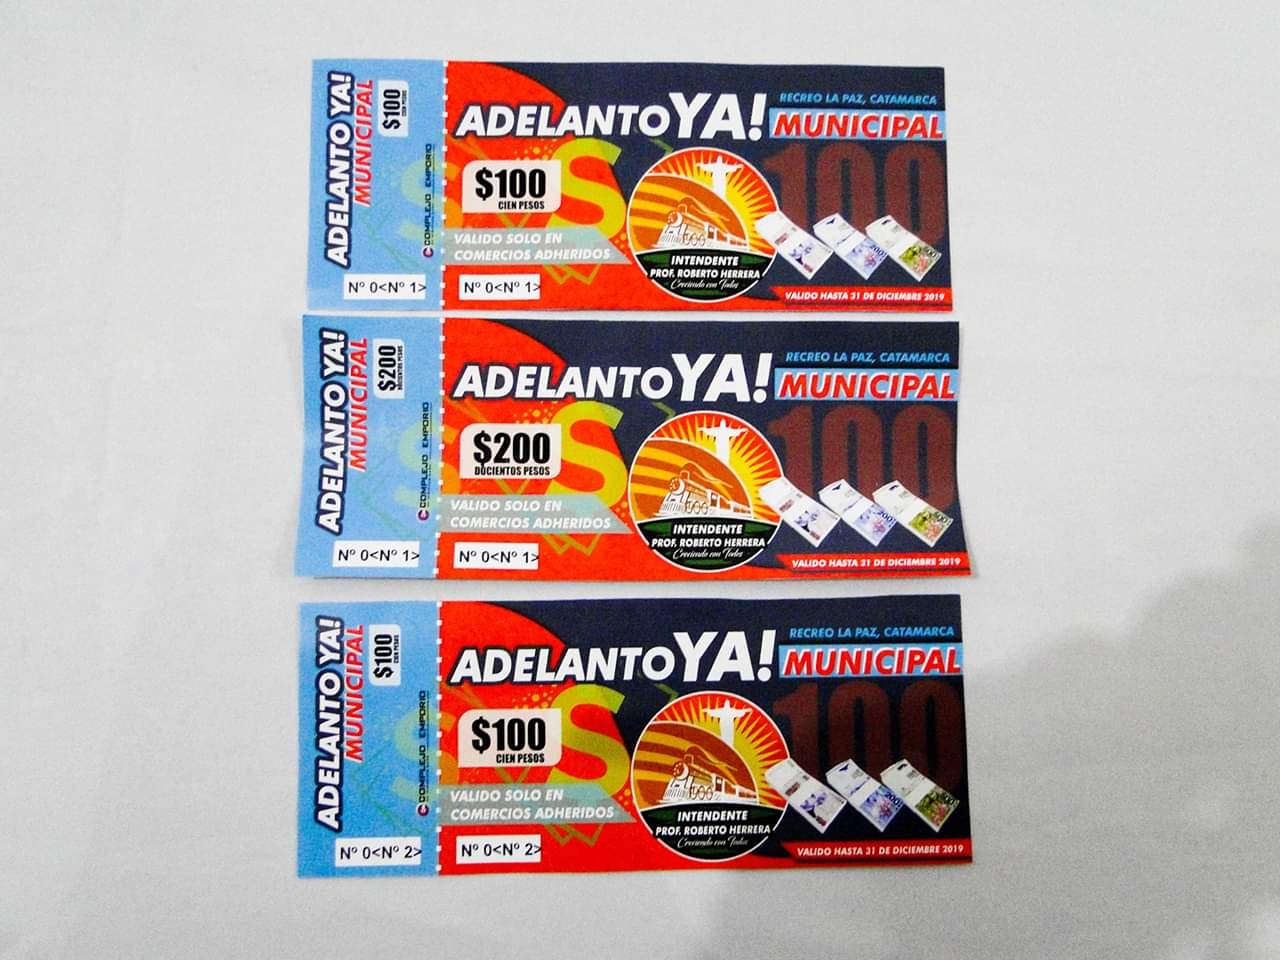 ADELANTO YA!
MUNICIPAL
$100
CIEN PESOS
COMPLEJO EMPORIO
Nº 0<Nº 1>
ADELANTO YA!
RECREO LA PAZ, CATAMARCA
MUNICIPAL
100
$100
CIEN PESOS
VALIDO SOLO EN
COMERCIOS ADHERIDOS
Nº 0<Nº 1>
INTENDENTE
PROF. ROBERTO HERRERA
Creciendo con Todos
VALIDO HASTA 31 DE DICIEMBRE 2019
ADELANTO YA!
MUNICIPAL
$200
DOCIENTOS PESOS
COMPLEJO EMPORIO
Nº 0<Nº 1>
ADELANTO YA!
RECREO LA PAZ, CATAMARCA
MUNICIPAL
100
$200
DOCIENTOS PESOS
VALIDO SOLO EN
COMERCIOS ADHERIDOS
Nº 0<Nº 1>
INTENDENTE
PROF. ROBERTO HERRERA
Creciendo con Todos
VALIDO HASTA 31 DE DICIEMBRE 2019
ADELANTO YA!
MUNICIPAL
$100
CIEN PESOS
COMPLEJO EMPORIO
Nº 0<Nº 2>
ADELANTO YA!
RECREO LA PAZ, CATAMARCA
MUNICIPAL
100
$100
CIEN PESOS
VALIDO SOLO EN
COMERCIOS ADHERIDOS
Nº 0<Nº 2>
INTENDENTE
PROF. ROBERTO HERRERA
Creciendo con Todos
VALIDO HASTA 31 DE DICIEMBRE 2019